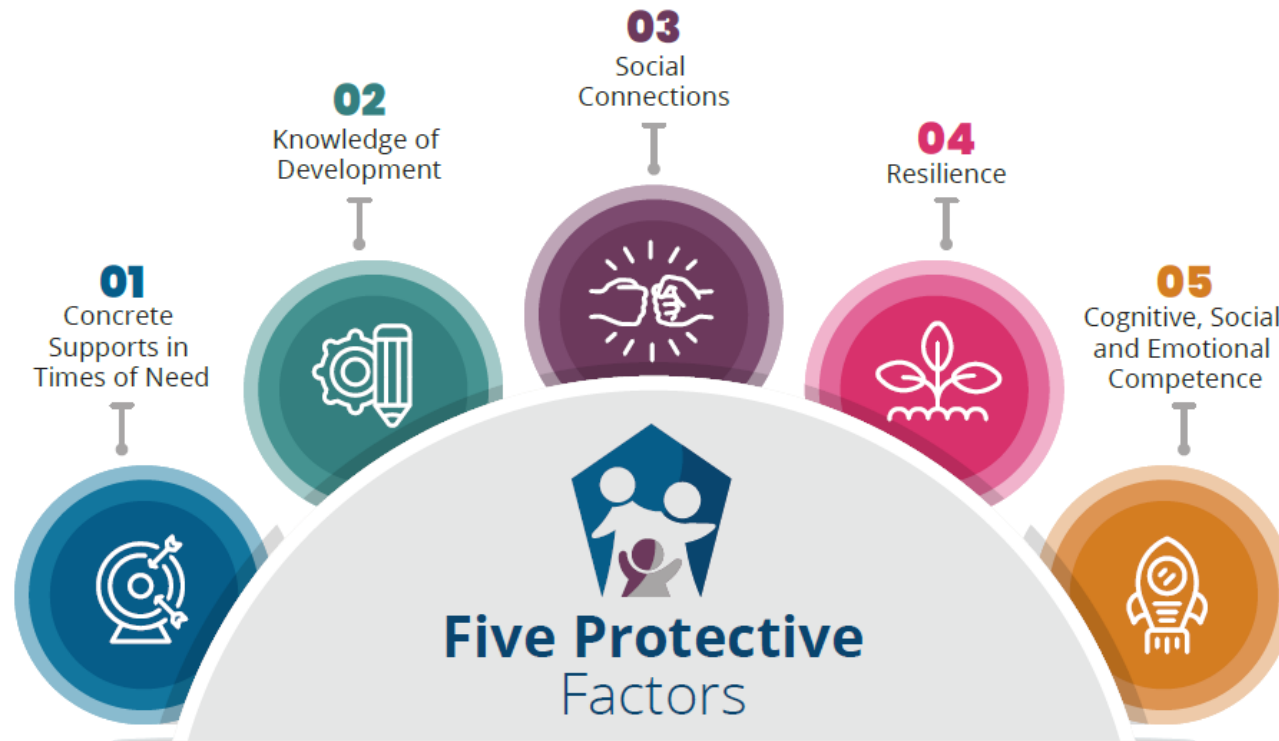 01
Concrete
Supports in
Times of Need
02
Knowledge of
Development
03
Social
Connections
04
Resilience
05
Cognitive, Social
and Emotional
Competence
Five Protective
Factors